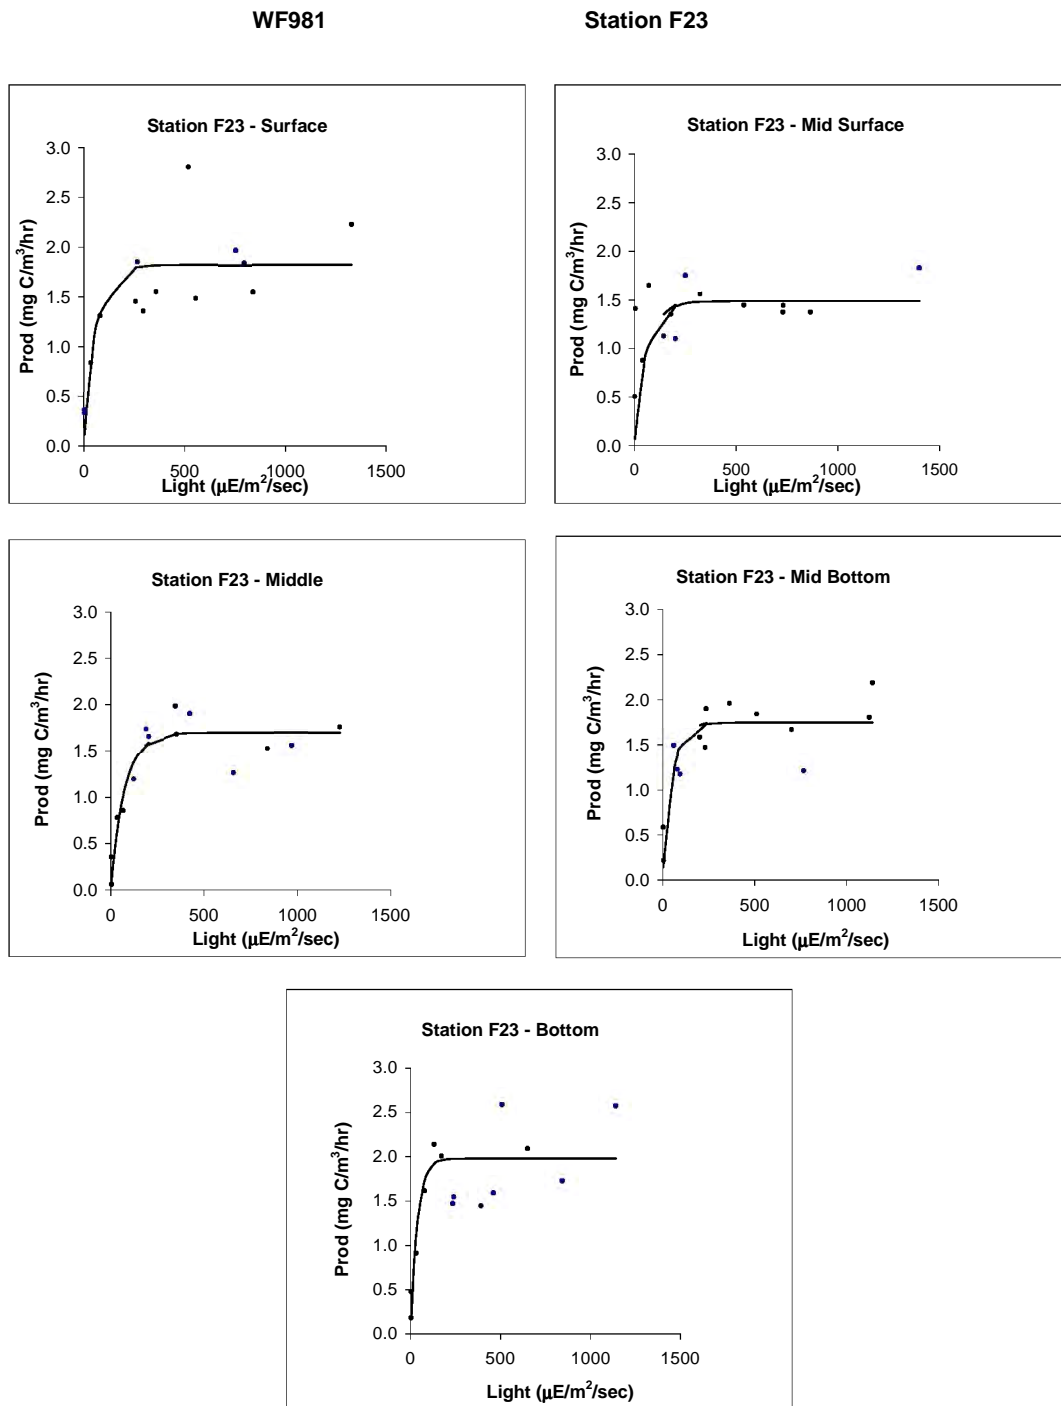 WF981 Station F23
Station F23 - Surface
3.0
2.5
2.0
1.5
1.0
0.5
0.0
Prod (mg C/m³/hr)
0 500 1000 1500
Light (µE/m²/sec)
Station F23 - Mid Surface
3.0
2.5
2.0
1.5
1.0
0.5
0.0
Prod (mg C/m³/hr)
0 500 1000 1500
Light (µE/m²/sec)
Station F23 - Middle
3.0
2.5
2.0
1.5
1.0
0.5
0.0
Prod (mg C/m³/hr)
0 500 1000 1500
Light (µE/m²/sec)
Station F23 - Mid Bottom
3.0
2.5
2.0
1.5
1.0
0.5
0.0
Prod (mg C/m³/hr)
0 500 1000 1500
Light (µE/m²/sec)
Station F23 - Bottom
3.0
2.5
2.0
1.5
1.0
0.5
0.0
Prod (mg C/m³/hr)
0 500 1000 1500
Light (µE/m²/sec)